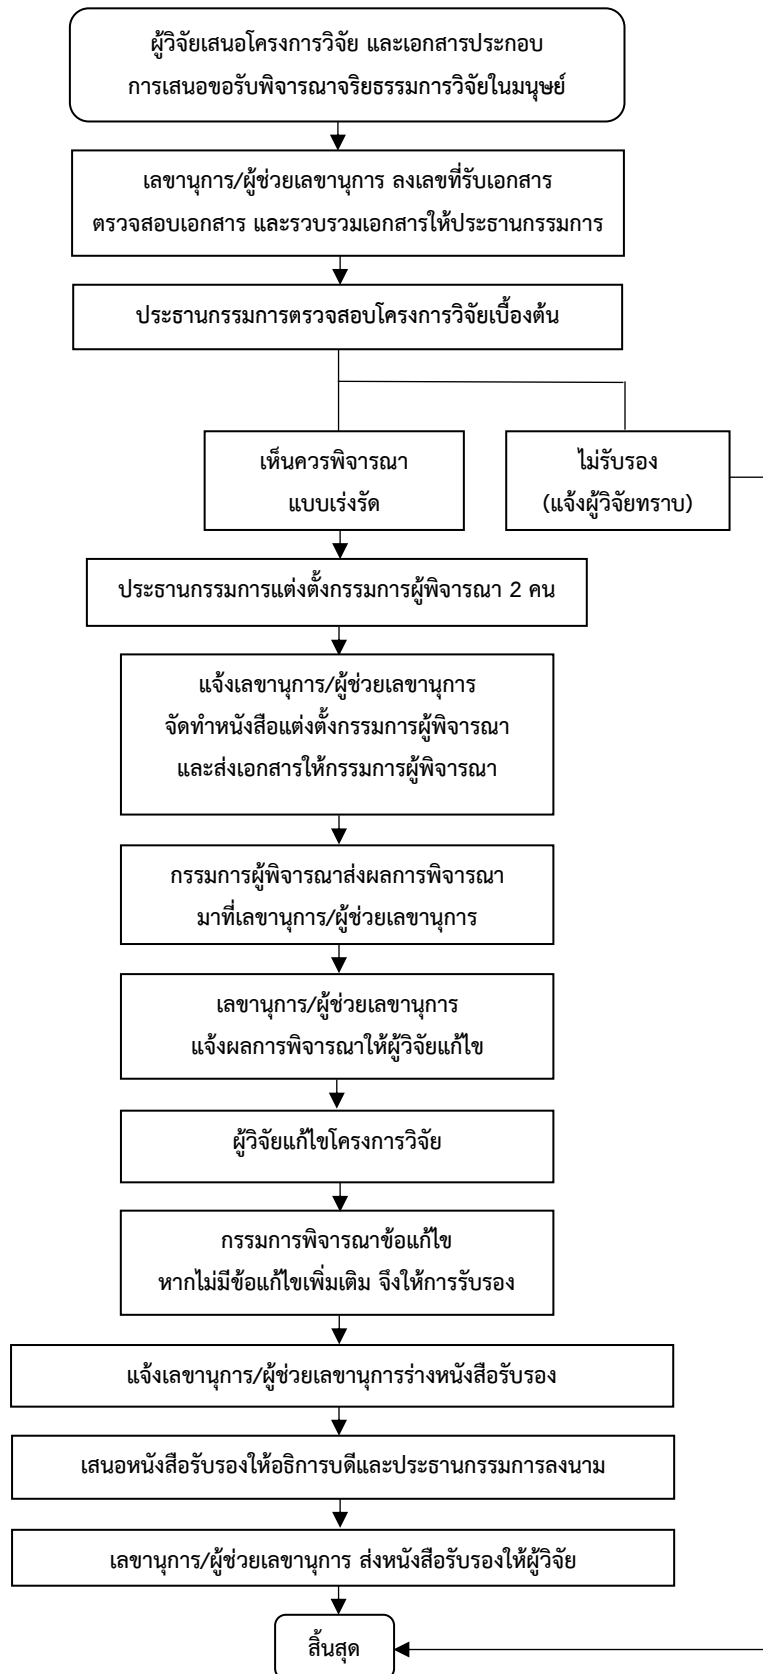 ผู้วิจัยเสนอโครงการวิจัย และเอกสารประกอบ
การเสนอขอรับพิจารณาจริยธรรมการวิจัยในมนุษย์
เลขานุการ/ผู้ช่วยเลขานุการ ลงเลขที่รับเอกสาร
ตรวจสอบเอกสาร และรวบรวมเอกสารให้ประธานกรรมการ
ประธานกรรมการตรวจสอบโครงการวิจัยเบื้องต้น
เห็นควรพิจารณา
แบบเร่งรัด
ไม่รับรอง
(แจ้งผู้วิจัยทราบ)
ประธานกรรมการแต่งตั้งกรรมการผู้พิจารณา 2 คน
แจ้งเลขานุการ/ผู้ช่วยเลขานุการ
จัดทำหนังสือแต่งตั้งกรรมการผู้พิจารณา
และส่งเอกสารให้กรรมการผู้พิจารณา
กรรมการผู้พิจารณาส่งผลการพิจารณา
มาที่เลขานุการ/ผู้ช่วยเลขานุการ
เลขานุการ/ผู้ช่วยเลขานุการ
แจ้งผลการพิจารณาให้ผู้วิจัยแก้ไข
ผู้วิจัยแก้ไขโครงการวิจัย
กรรมการพิจารณาข้อแก้ไข
หากไม่มีข้อแก้ไขเพิ่มเติม จึงให้การรับรอง
แจ้งเลขานุการ/ผู้ช่วยเลขานุการร่างหนังสือรับรอง
เสนอหนังสือรับรองให้อธิการบดีและประธานกรรมการลงนาม
เลขานุการ/ผู้ช่วยเลขานุการ ส่งหนังสือรับรองให้ผู้วิจัย
สิ้นสุด